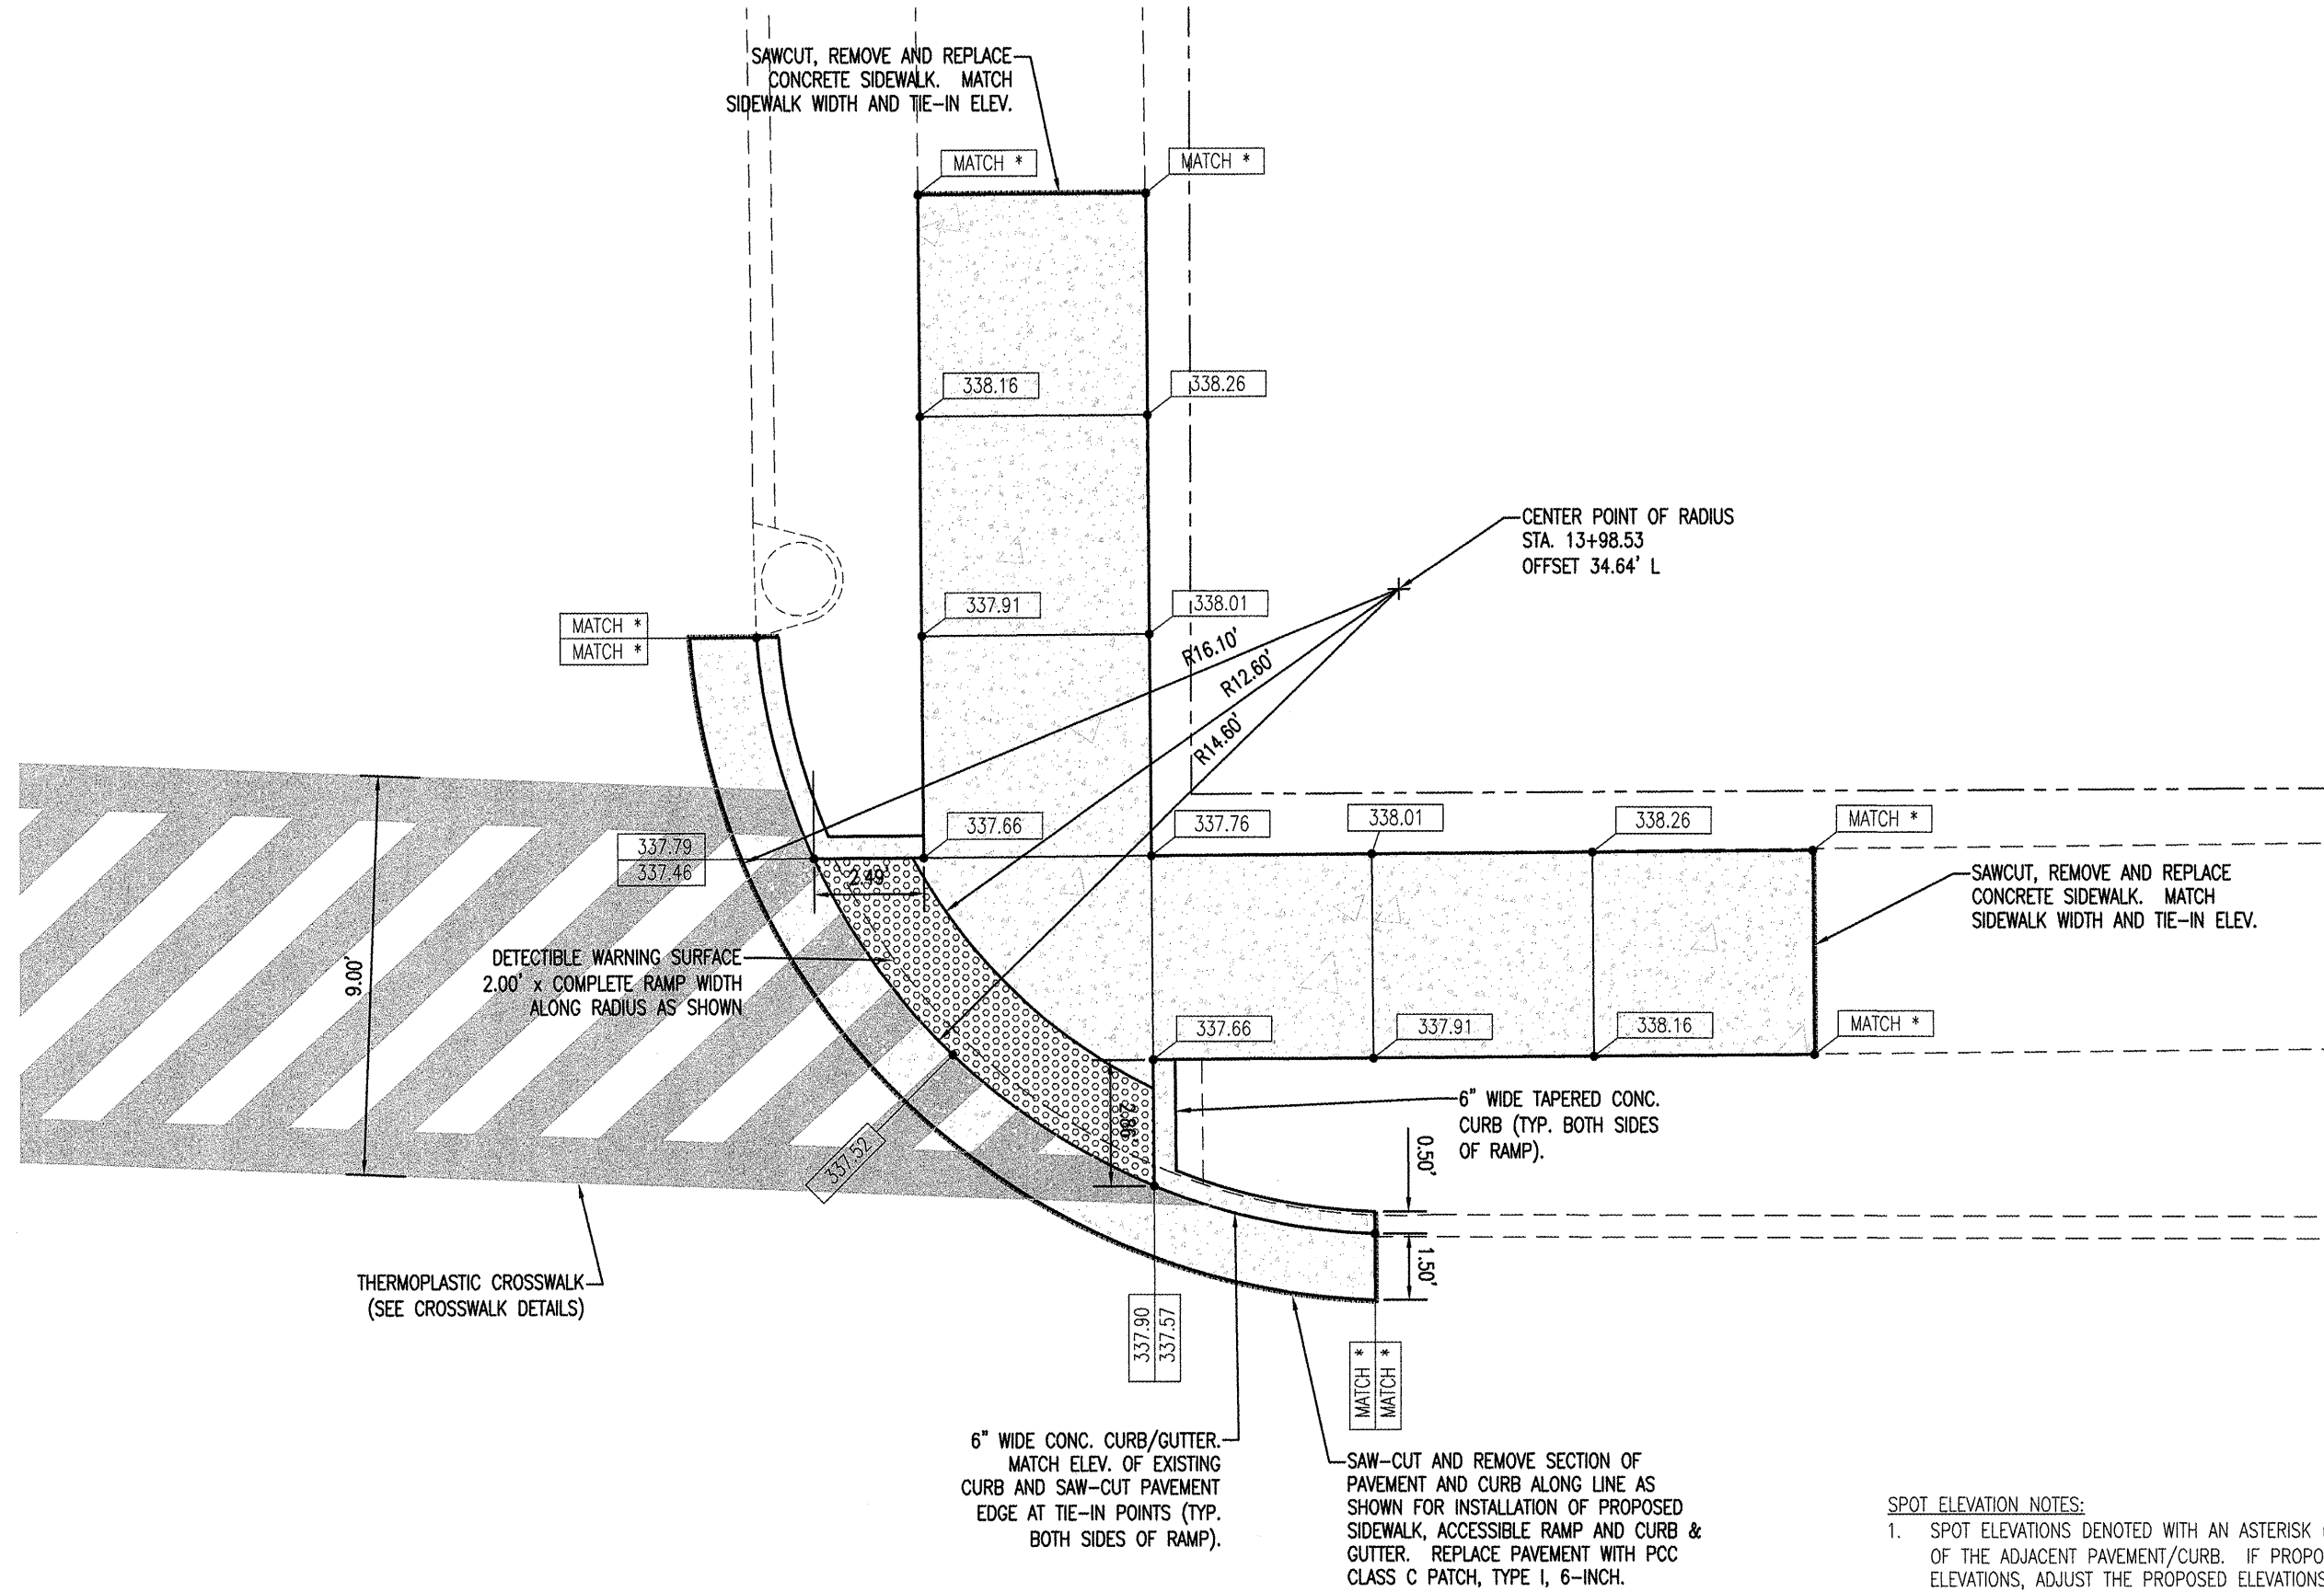 SAWCUT, REMOVE AND REPLACE
CONCRETE SIDEWALK. MATCH
SIDEWALK WIDTH AND TIE-IN ELEV.
MATCH *
MATCH *
338.16
338.26
CENTER POINT OF RADIUS
STA. 13+98.53
OFFSET 34.64' L
337.91
338.01
MATCH *
MATCH *
R16.10'
R12.60'
R14.60'
337.66
337.76
338.01
338.26
MATCH *
337.79
337.46
2.49'
SAWCUT, REMOVE AND REPLACE
CONCRETE SIDEWALK. MATCH
SIDEWALK WIDTH AND TIE-IN ELEV.
DETECTIBLE WARNING SURFACE
2.00' x COMPLETE RAMP WIDTH
ALONG RADIUS AS SHOWN
9.00'
337.66
337.91
338.16
MATCH *
2.86'
337.52
6" WIDE TAPERED CONC.
CURB (TYP. BOTH SIDES
OF RAMP).
0.50'
1.50'
THERMOPLASTIC CROSSWALK
(SEE CROSSWALK DETAILS)
337.90
337.57
MATCH *
MATCH *
6" WIDE CONC. CURB/GUTTER.
MATCH ELEV. OF EXISTING
CURB AND SAW-CUT PAVEMENT
EDGE AT TIE-IN POINTS (TYP.
BOTH SIDES OF RAMP).
SAW-CUT AND REMOVE SECTION OF
PAVEMENT AND CURB ALONG LINE AS
SHOWN FOR INSTALLATION OF PROPOSED
SIDEWALK, ACCESSIBLE RAMP AND CURB &
GUTTER. REPLACE PAVEMENT WITH PCC
CLASS C PATCH, TYPE I, 6-INCH.
SPOT ELEVATION NOTES:
1. SPOT ELEVATIONS DENOTED WITH AN ASTERISK
OF THE ADJACENT PAVEMENT/CURB. IF PROPO
ELEVATIONS, ADJUST THE PROPOSED ELEVATIONS